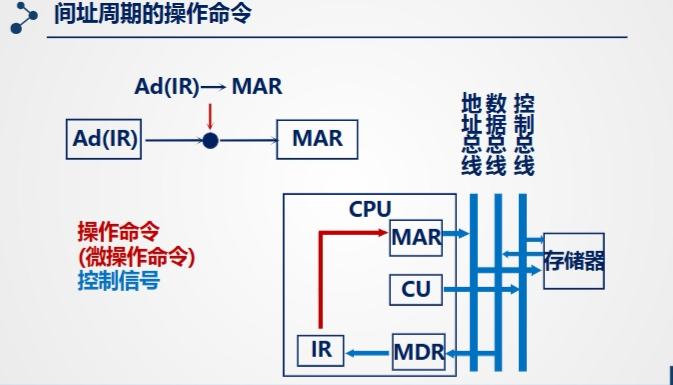 间址周期的操作命令
Ad(IR)→MAR
Ad(IR)
MAR
地址总线
数据总线
控制总线
CPU
MAR
操作命令
(微操作命令)
控制信号
存储器
CU
IR
MDR